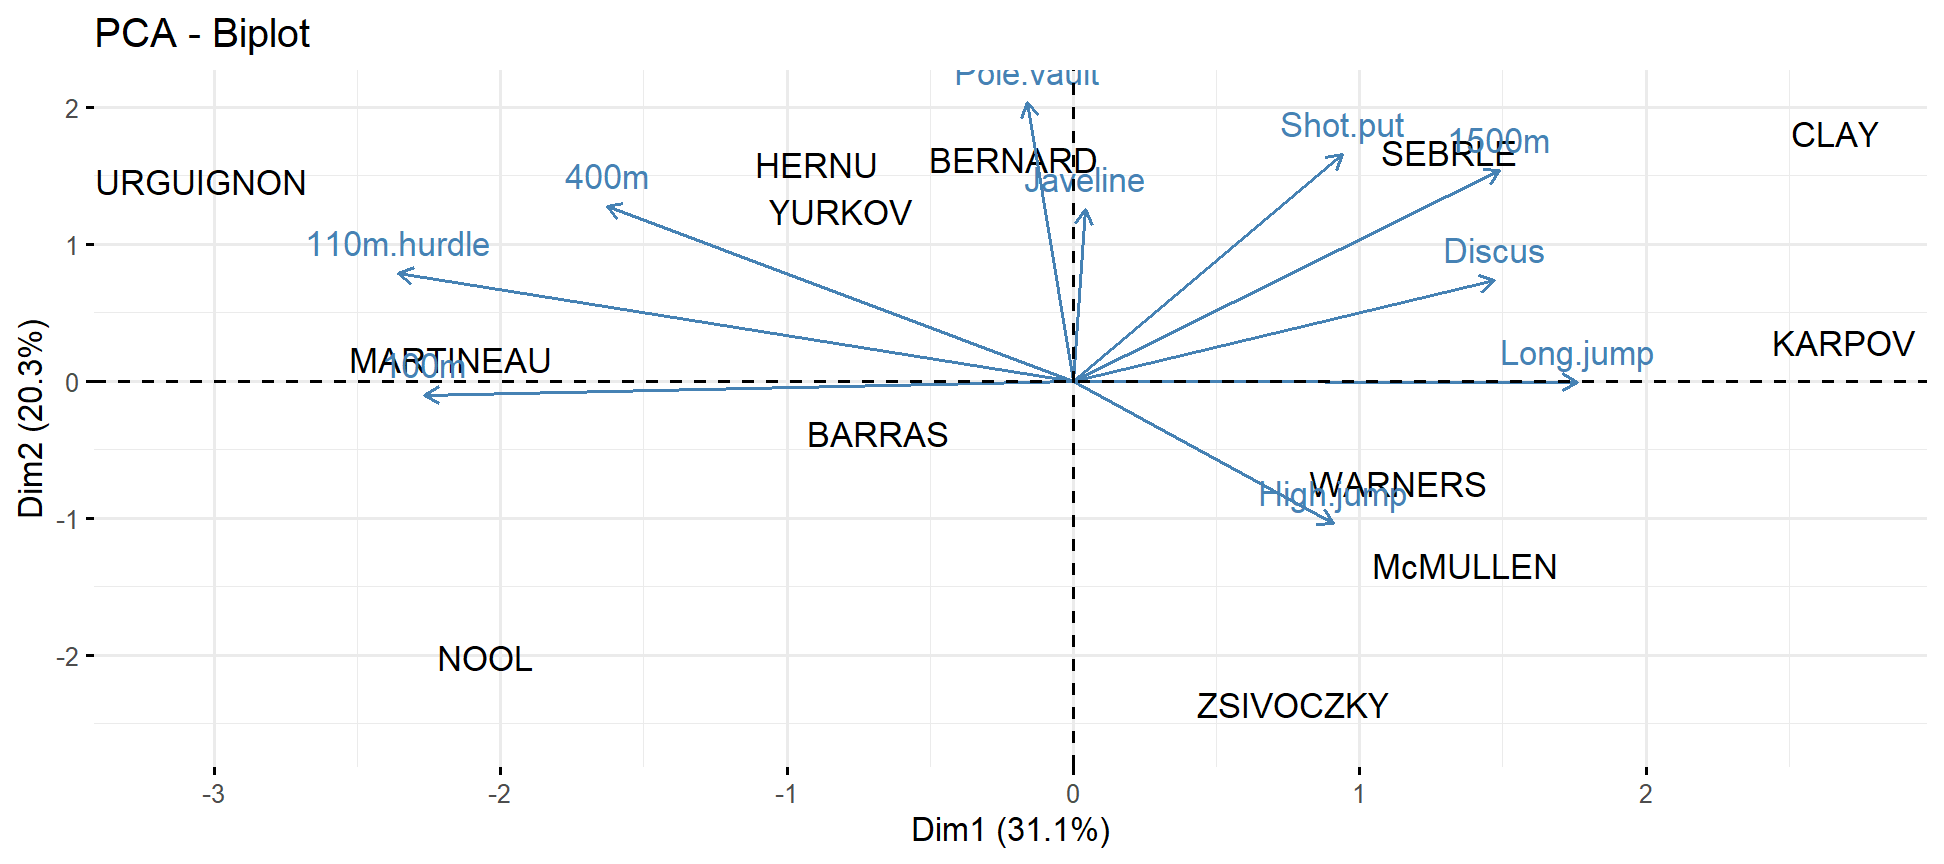 PCA - Biplot
Pole.vault
Shot.put
1500m
CLAY
SEBRLE
HERNU
BERNARD
400m
Javeline
URGUIGNON
YURKOV
110m.hurdle
Discus
KARPOV
Long.jump
MARTINEAU
100m
BARRAS
WARNERS
High.jump
McMULLEN
NOOL
ZSIVOCZKY
2
1
0
-1
-2
Dim2 (20.3%)
-3 -2 -1 0 1 2
Dim1 (31.1%)